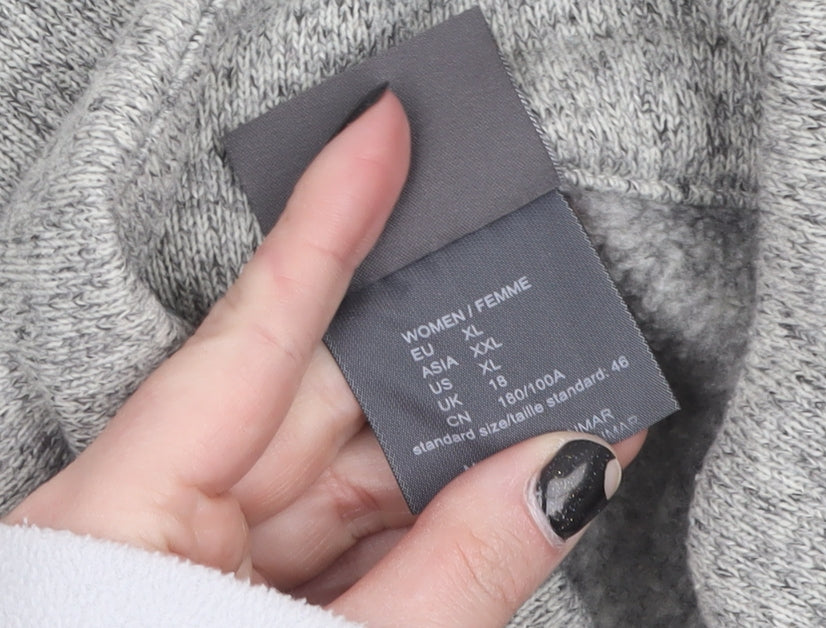 WOMEN / FEMME
EU XL
ASIA XXL
US XL
UK 18
CN 180/100A
standard size/taille standard: 46